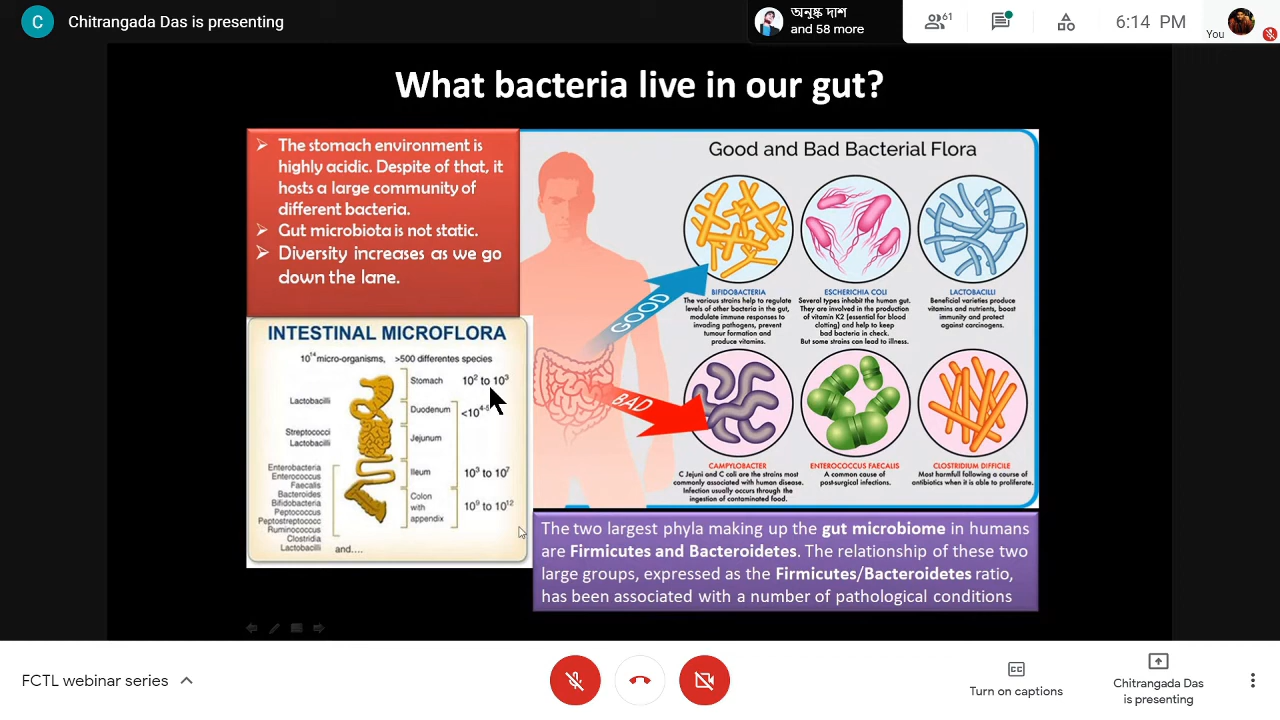 C
Chitrangada Das is presenting
অনুষ্ক দাশ
and 58 more
61
6:14 PM
You
What bacteria live in our gut?
The stomach environment is
highly acidic. Despite of that, it
hosts a large community of
different bacteria.
Gut microbiota is not static.
Diversity increases as we go
down the lane.
INTESTINAL MICROFLORA
10¹⁴ micro-organisms, >500 differentes species
Lactobacilli
Streptococci
Lactobacilli
Enterobacteria
Enterococcus
Faecalis
Bacteroides
Bifidobacteria
Peptococcus
Peptostreptococc
Ruminococcus
Clostridia
Lactobacilli
and....
Stomach 10² to 10³
Duodenum
Jejunum
Ileum 10³ to 10⁷
Colon
with
appendix
10⁹ to 10¹²
Good and Bad Bacterial Flora
GOOD
BAD
BIFIDOBACTERIA
The various strains help to regulate
levels of other bacteria in the gut,
modulate immune responses to
invading pathogens, prevent
tumour formation and
produce vitamins.
ESCHERICHIA COLI
Several types inhabit the human gut.
They are involved in the production
of vitamin K2 (essential for blood
clotting) and help to keep
bad bacteria in check.
But some strains can lead to illness.
LACTOBACILLI
Beneficial varieties produce
vitamins and nutrients, boost
immunity and protect
against carcinogens.
CAMPYLOBACTER
C Jejuni and C coli are the strains most
commonly associated with human disease.
Infection usually occurs through the
ingestion of contaminated food.
ENTEROCOCCUS FAECALIS
A common cause of
post-surgical infections.
CLOSTRIDIUM DIFFICILE
Most harmfull following a course of
antibiotics when it is able to proliferate.
The two largest phyla making up the gut microbiome in humans
are Firmicutes and Bacteroidetes. The relationship of these two
large groups, expressed as the Firmicutes/Bacteroidetes ratio,
has been associated with a number of pathological conditions
FCTL webinar series
CC
Turn on captions
Chitrangada Das
is presenting